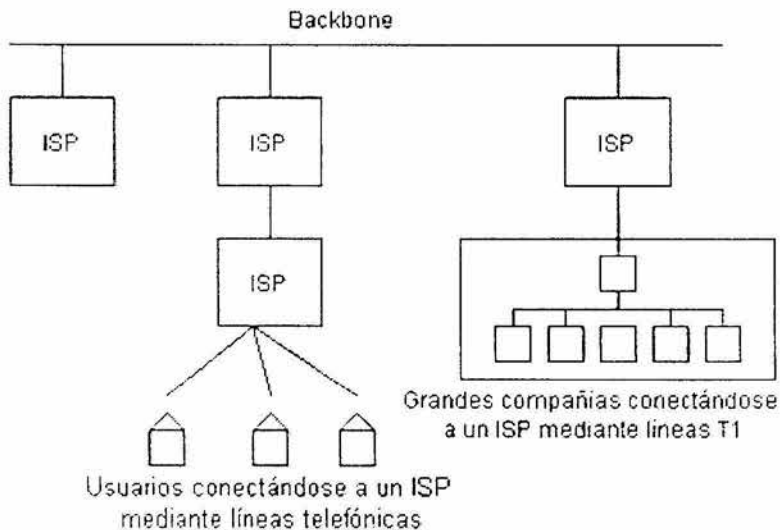 Backbone
ISP
ISP
ISP
ISP
Grandes compañias conectándose
a un ISP mediante líneas T1
Usuarios conectándose a un ISP
mediante líneas telefónicas